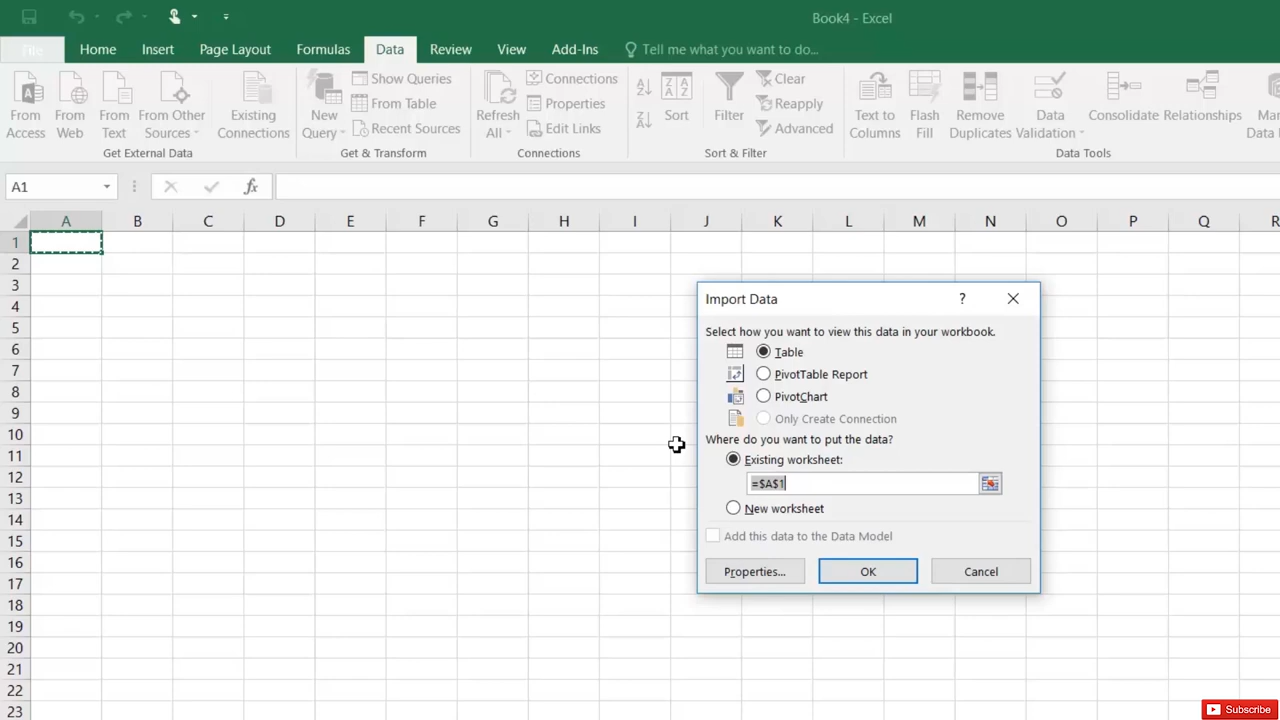 Book4 - Excel
File Home Insert Page Layout Formulas Data Review View Add-Ins Tell me what you want to do...
From Access
From Web
From Text
From Other Sources
Existing Connections
Get External Data
New Query
Show Queries
From Table
Recent Sources
Get & Transform
Refresh All
Connections
Properties
Edit Links
Connections
Sort
Filter
Clear
Reapply
Advanced
Sort & Filter
Text to Columns
Flash Fill
Remove Duplicates
Data Validation
Consolidate
Relationships
Data Tools
A1
fx
A B C D E F G H I J K L M N O P Q R
1
2
3
4
5
6
7
8
9
10
11
12
13
14
15
16
17
18
19
20
21
22
23
Import Data ?
Select how you want to view this data in your workbook.
Table
PivotTable Report
PivotChart
Only Create Connection
Where do you want to put the data?
Existing worksheet:
=$A$1
New worksheet
Add this data to the Data Model
Properties... OK Cancel
Subscribe